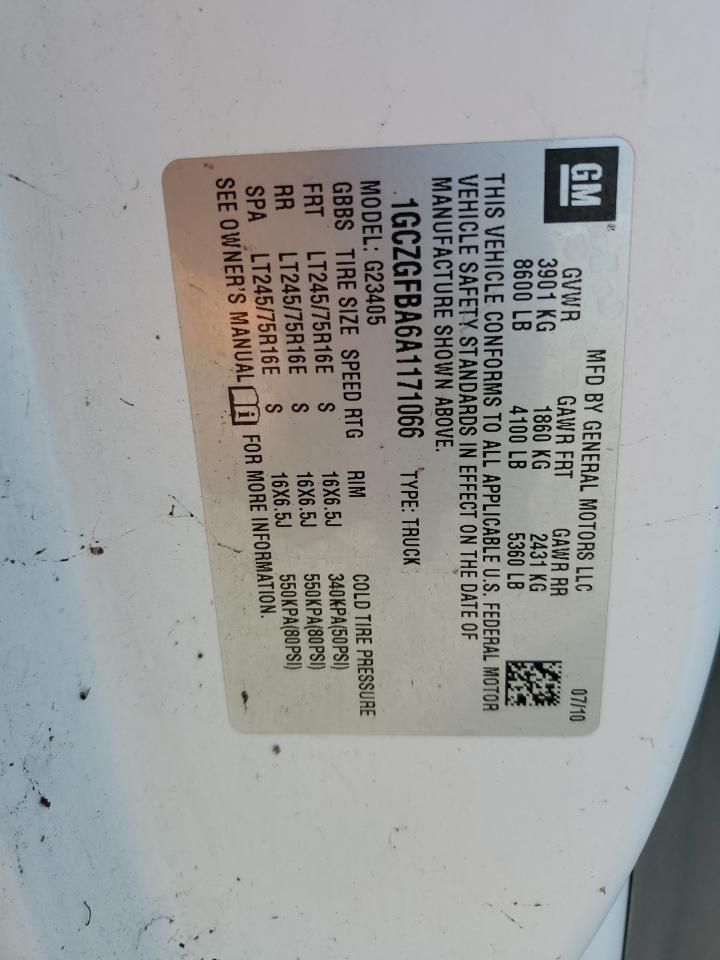 GM®
MFD BY GENERAL MOTORS LLC 07/10
GVWR GAWR FRT GAWR RR
3901 KG 1860 KG 2431 KG
8600 LB 4100 LB 5360 LB
THIS VEHICLE CONFORMS TO ALL APPLICABLE U.S. FEDERAL MOTOR
VEHICLE SAFETY STANDARDS IN EFFECT ON THE DATE OF
MANUFACTURE SHOWN ABOVE.
1GCZGFBA6A1171066 TYPE: TRUCK
MODEL: G23405
GBBS TIRE SIZE SPEED RTG RIM COLD TIRE PRESSURE
FRT LT245/75R16E S 16X6.5J 340KPA(50PSI)
RR LT245/75R16E S 16X6.5J 550KPA(80PSI)
SPA LT245/75R16E S 16X6.5J 550KPA(80PSI)
SEE OWNER'S MANUAL FOR MORE INFORMATION.